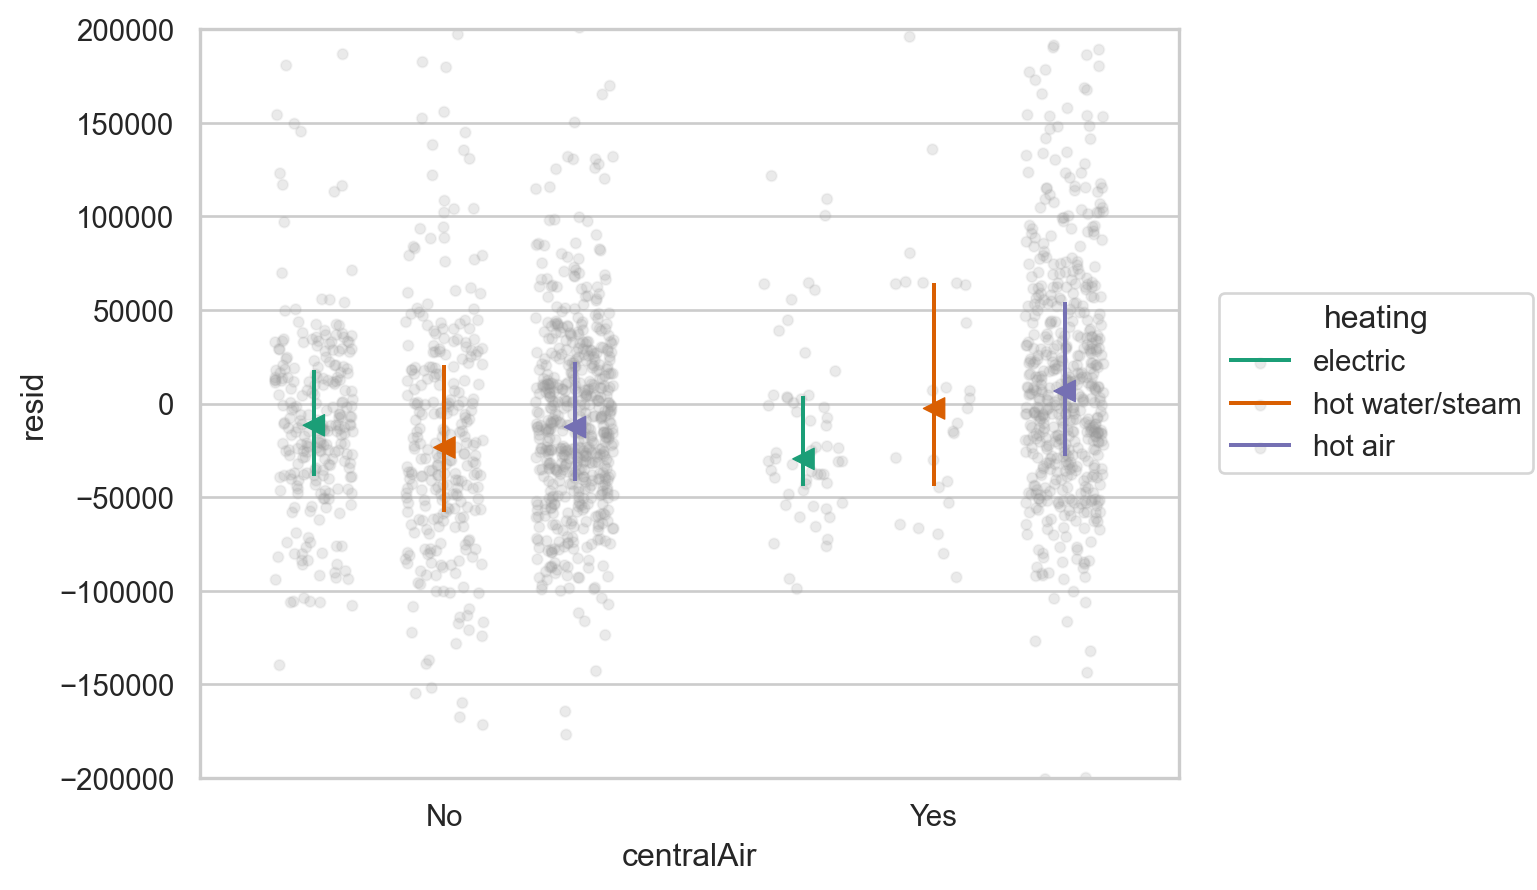 200000
150000
100000
50000
0
−50000
−100000
−150000
−200000
resid
No
Yes
centralAir
heating
electric
hot water/steam
hot air